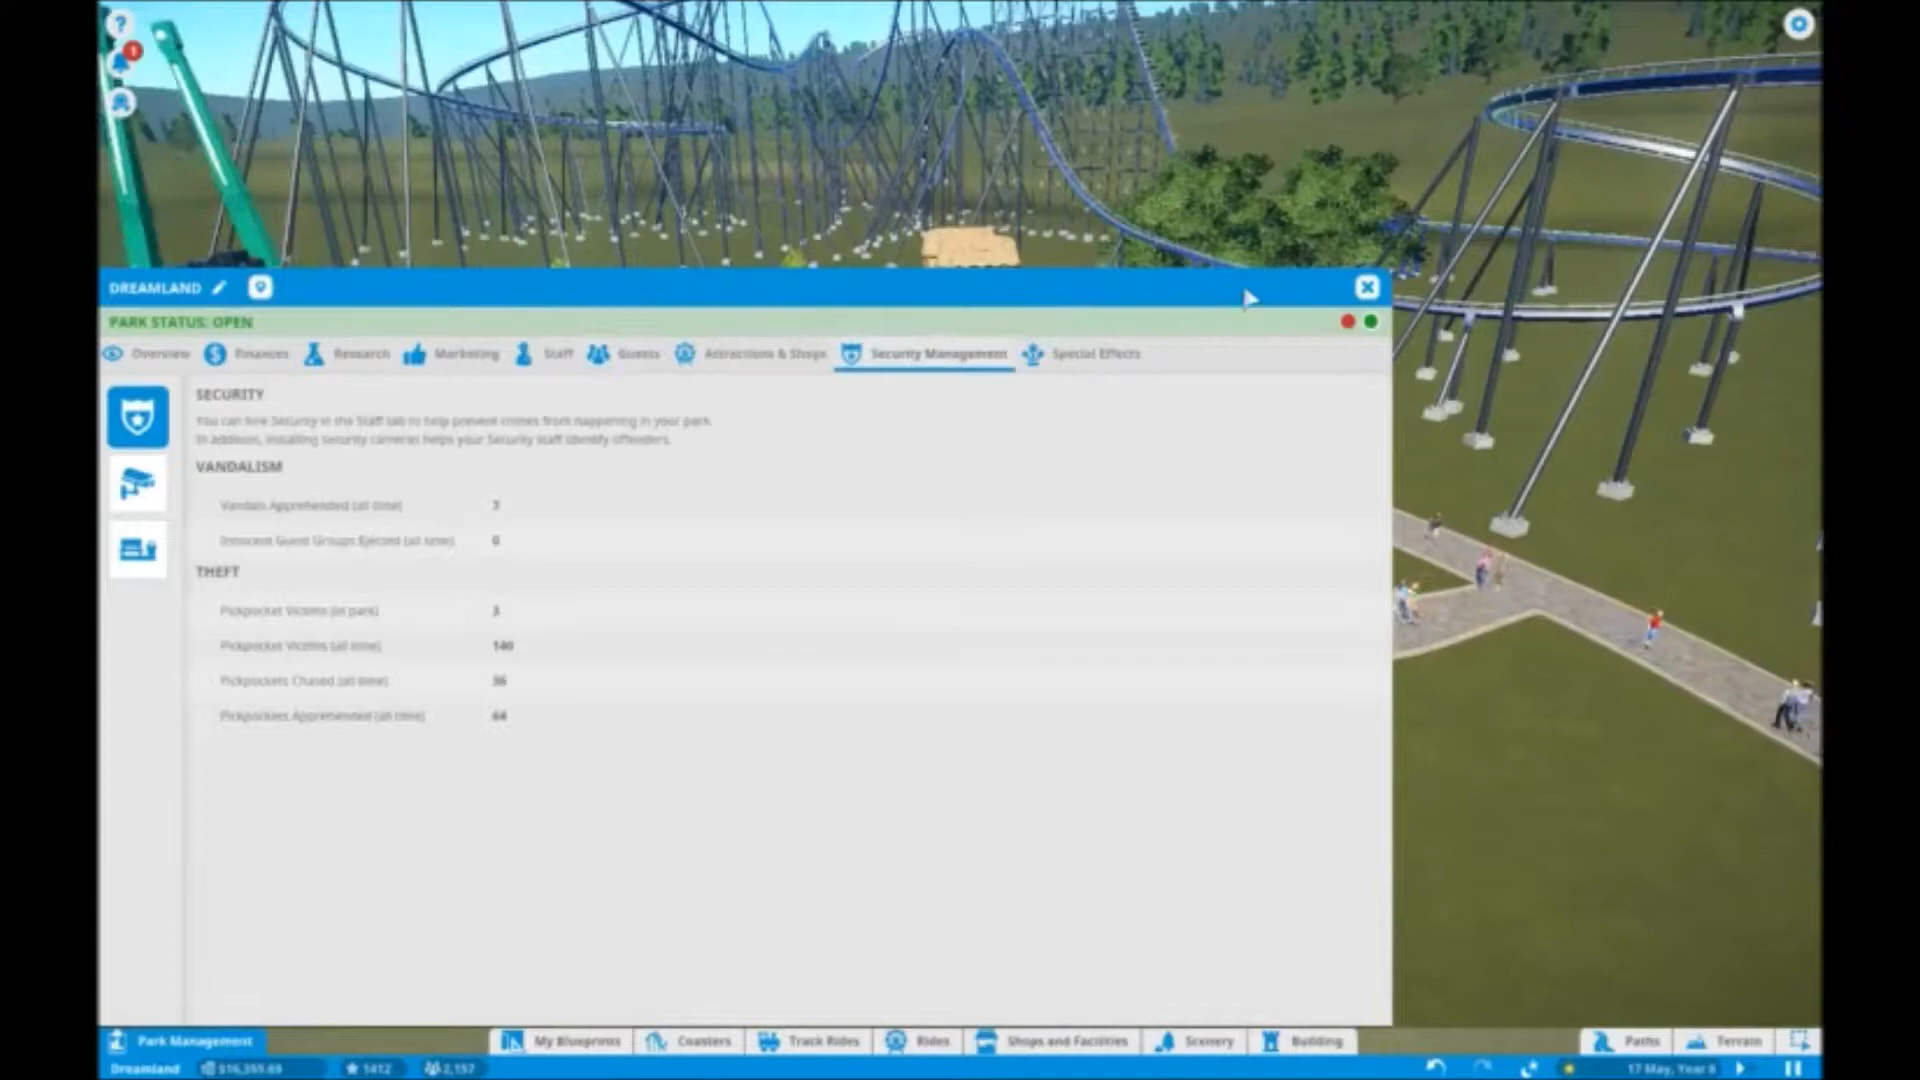 1
DREAMLAND
PARK STATUS: OPEN
Overview Finances Research Marketing Staff Guests Attractions & Shops Security Management Special Effects
SECURITY
You can hire Security in the Staff tab to help prevent crimes from happening in your park.
In addition, installing security cameras helps your Security staff identify offenders.
VANDALISM
Vandals Apprehended (all time) 7
Innocent Guest Groups Ejected (all time) 0
THEFT
Pickpocket Victims (in park) 3
Pickpocket Victims (all time) 140
Pickpockets Chased (all time) 36
Pickpockets Apprehended (all time) 64
Park Management My Blueprints Coasters Track Rides Rides Shops and Facilities Scenery Building Paths Terrain
Dreamland 1412 2,157 17 May, Year